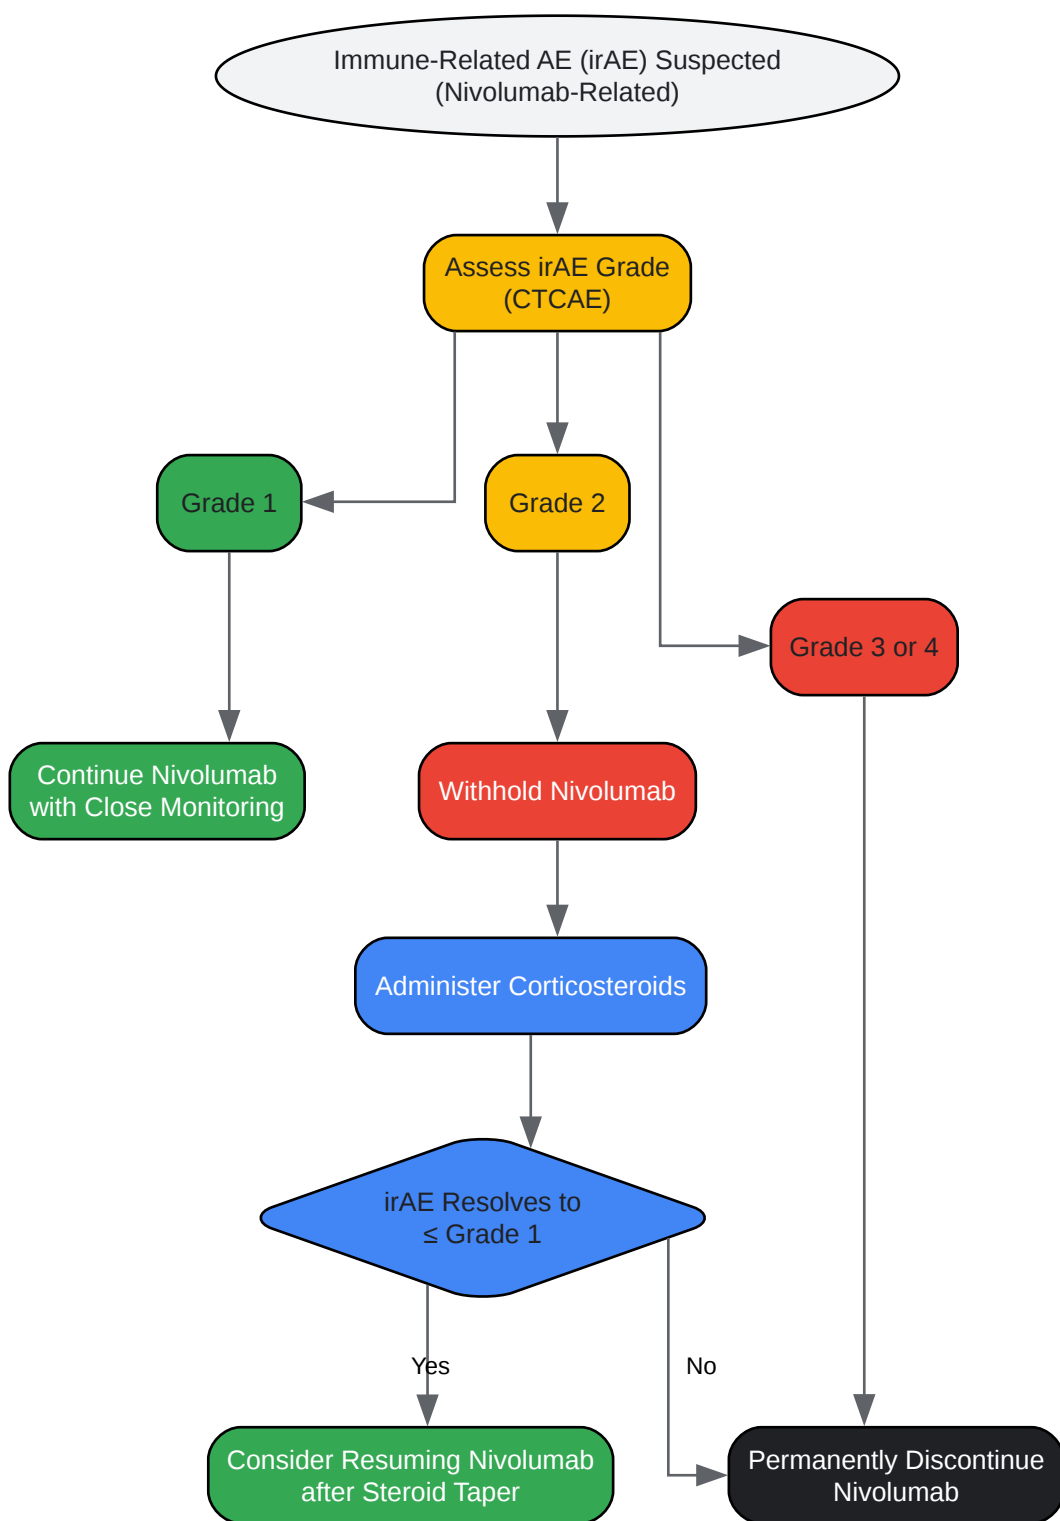 Immune-Related AE (irAE) Suspected
(Nivolumab-Related)
Assess irAE Grade
(CTCAE)
Grade 1
Grade 2
Grade 3 or 4
Continue Nivolumab
with Close Monitoring
Withhold Nivolumab
Administer Corticosteroids
irAE Resolves to
≤ Grade 1
Yes
No
Consider Resuming Nivolumab
after Steroid Taper
Permanently Discontinue
Nivolumab